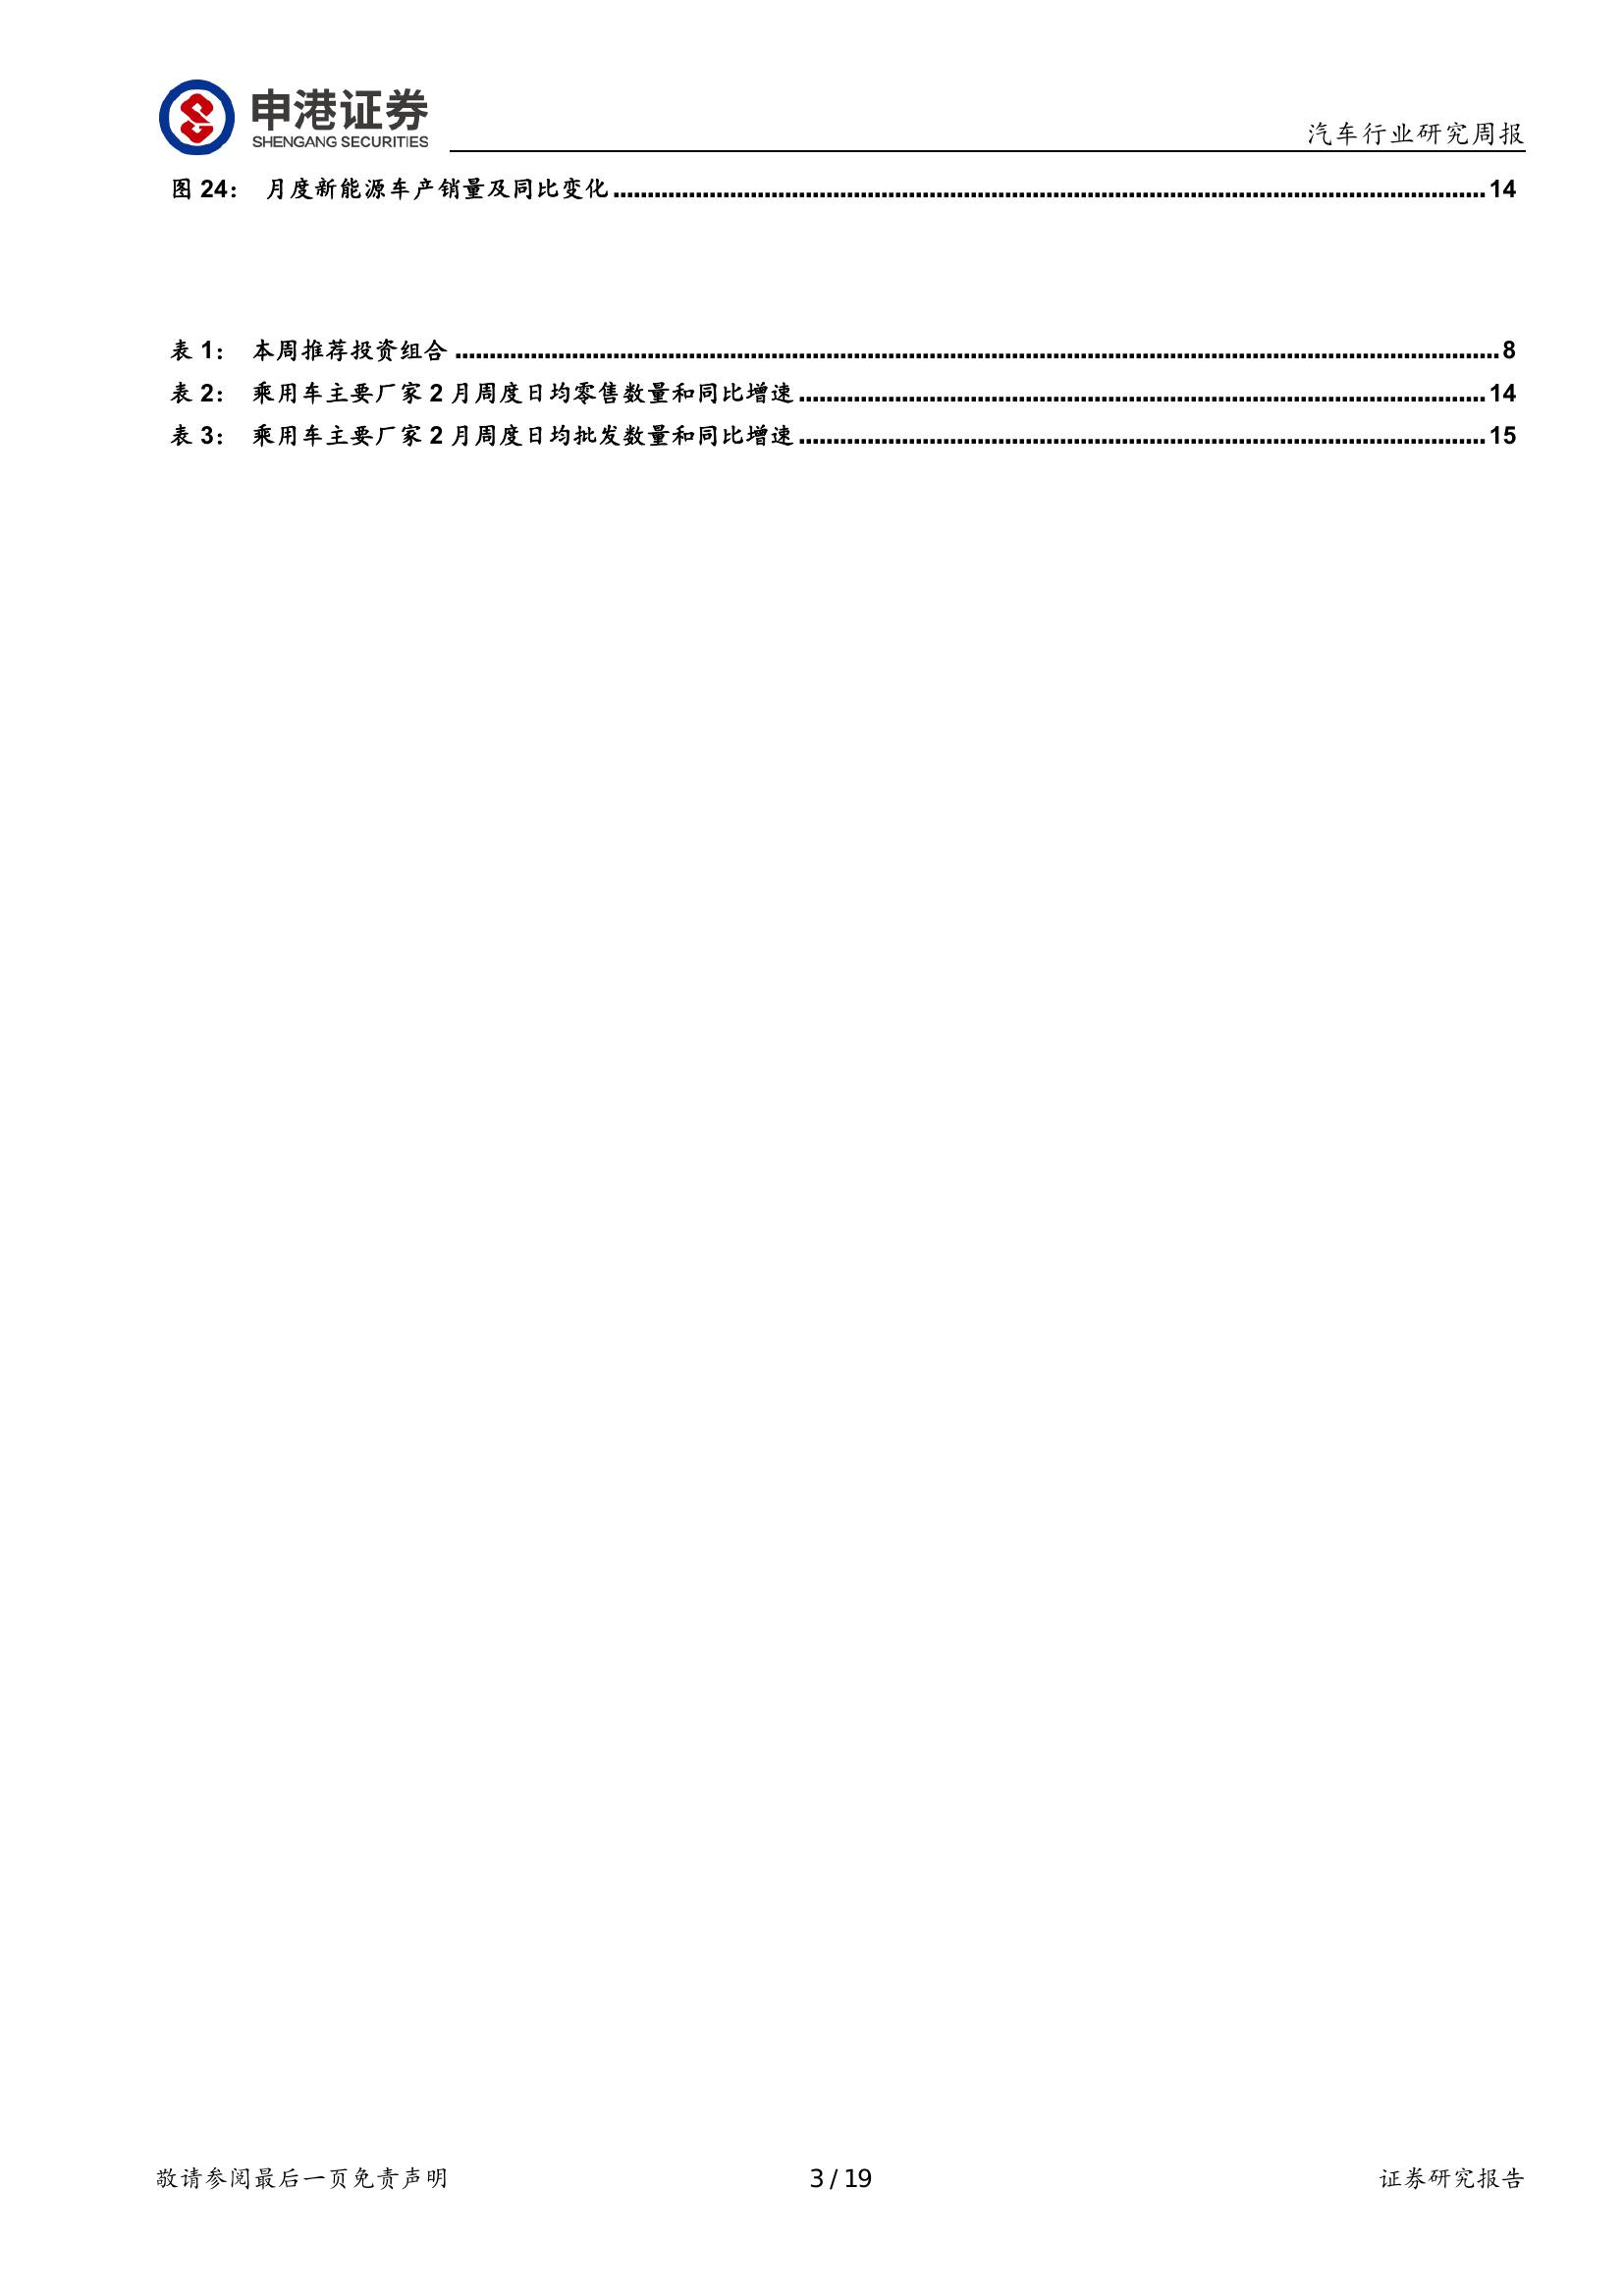 申港证券
SHENGANG SECURITIES
汽车行业研究周报
图 24： 月度新能源车产销量及同比变化 ........ 14
表 1： 本周推荐投资组合 ........ 8
表 2： 乘用车主要厂家 2 月周度日均零售数量和同比增速 ........ 14
表 3： 乘用车主要厂家 2 月周度日均批发数量和同比增速 ........ 15
敬请参阅最后一页免责声明
3 / 19
证券研究报告